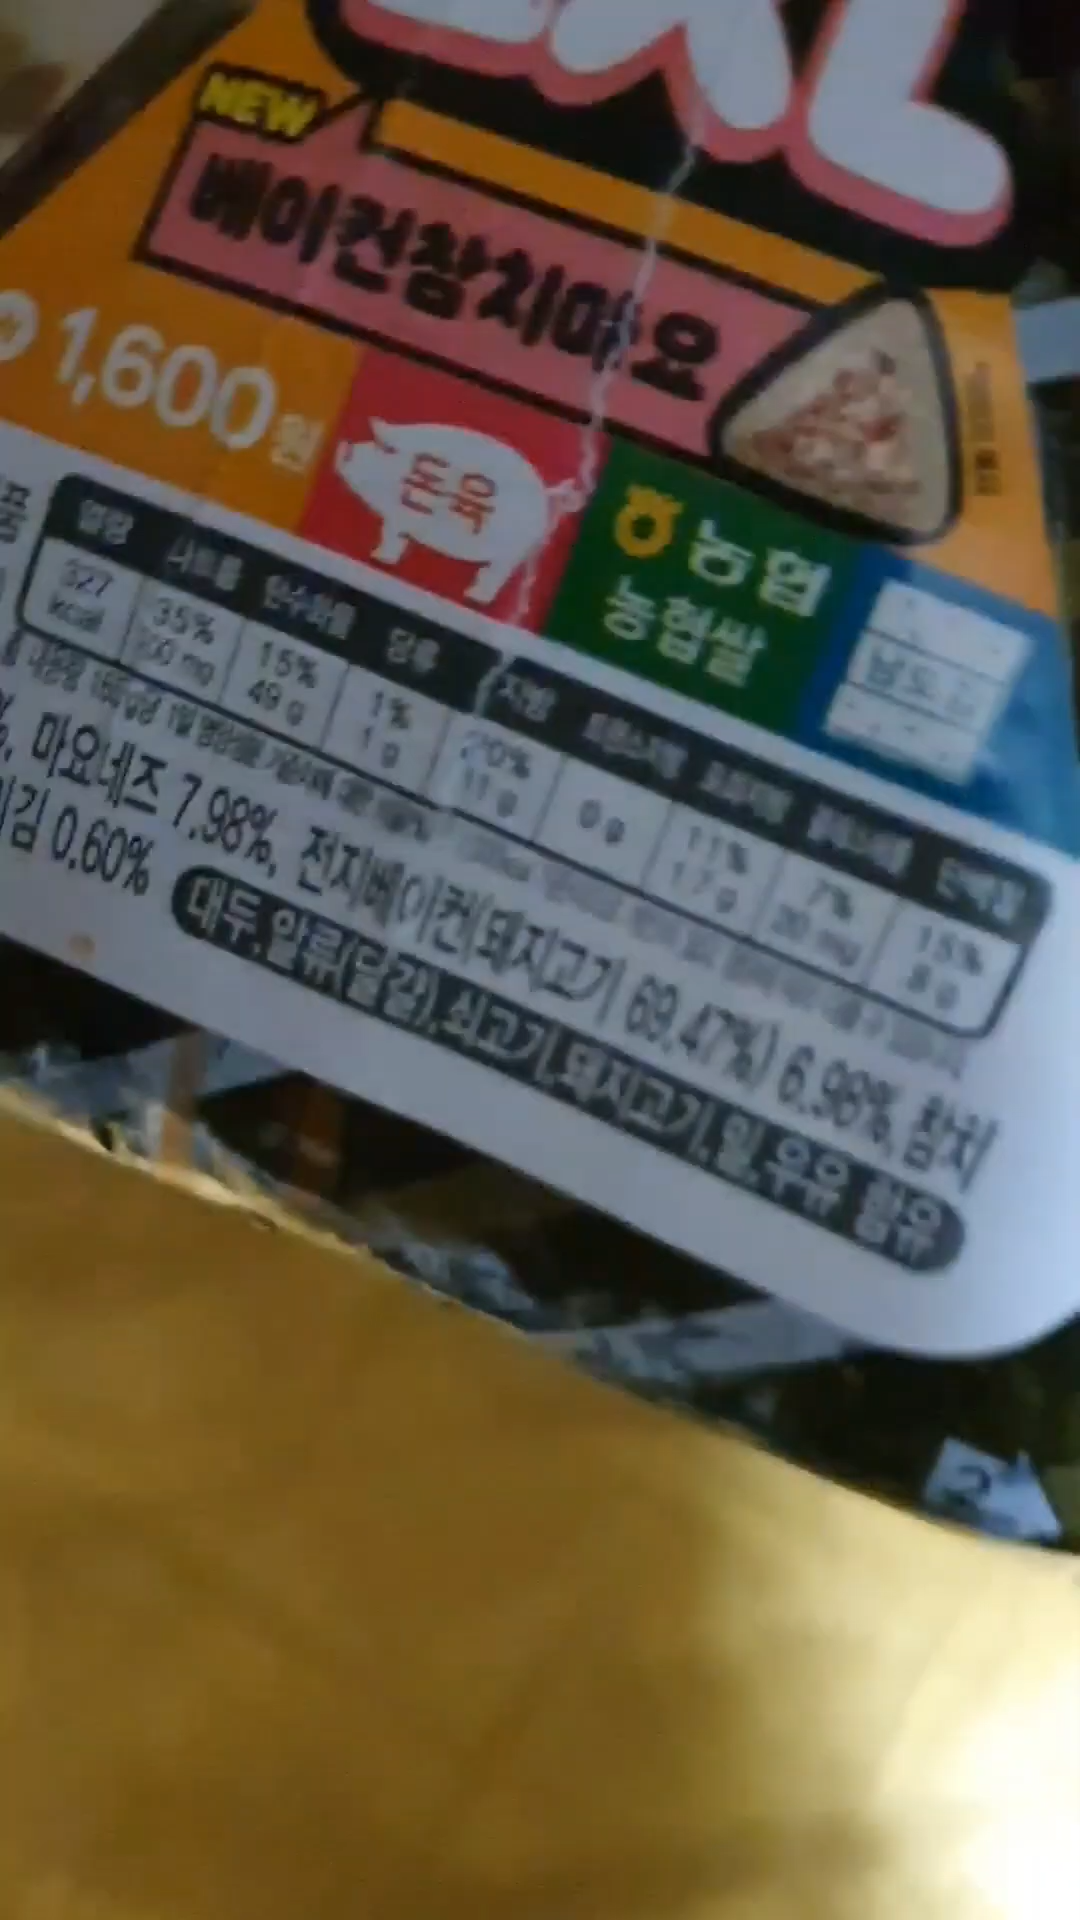 NEW
베이컨참치마요
1,600원
돈육
농협
농협쌀
열량 나트륨 탄수화물 당류 지방 트랜스지방 포화지방 콜레스테롤 단백질
327 35% 15% 1% 20% 0 g 11% 7% 15%
kcal 49 g 1 g 11 g 1.7 g 20 mg 8 g
마요네즈 7.98%, 전지베이컨(돼지고기 69.47%) 6.98%, 참치
김 0.60% 대두,알류(달걀),쇠고기,돼지고기,밀,우유 함유